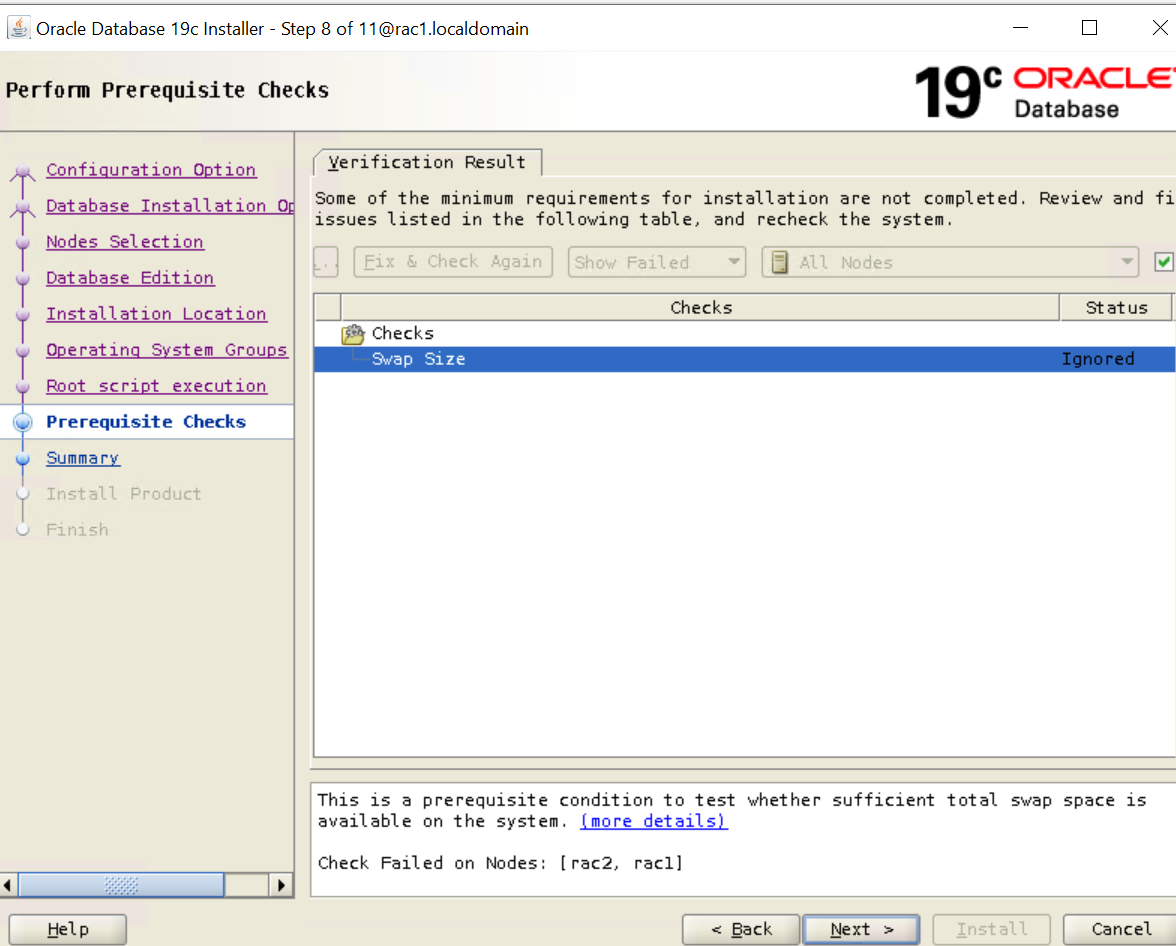 Oracle Database 19c Installer - Step 8 of 11@rac1.localdomain
Perform Prerequisite Checks
19c ORACLE
Database
Configuration Option
Database Installation Op
Nodes Selection
Database Edition
Installation Location
Operating System Groups
Root script execution
Prerequisite Checks
Summary
Install Product
Finish
Verification Result
Some of the minimum requirements for installation are not completed. Review and fi
issues listed in the following table, and recheck the system.
... Fix & Check Again Show Failed All Nodes
Checks Status
Checks
Swap Size Ignored
This is a prerequisite condition to test whether sufficient total swap space is
available on the system. (more details)
Check Failed on Nodes: [rac2, rac1]
Help < Back Next > Install Cancel